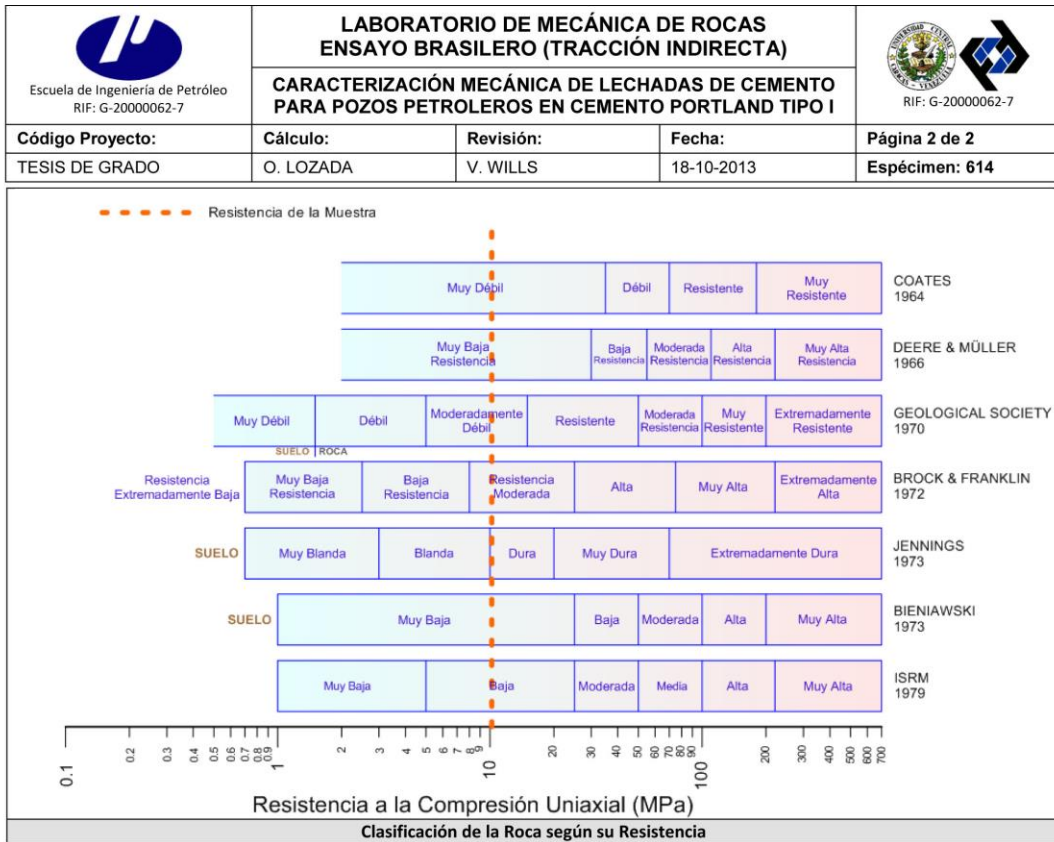 Escuela de Ingeniería de Petróleo
RIF: G-20000062-7
LABORATORIO DE MECÁNICA DE ROCAS
ENSAYO BRASILERO (TRACCIÓN INDIRECTA)
CARACTERIZACIÓN MECÁNICA DE LECHADAS DE CEMENTO
PARA POZOS PETROLEROS EN CEMENTO PORTLAND TIPO I
UNIVERSIDAD CENTRAL
CARACAS - VENEZUELA
RIF: G-20000062-7
Código Proyecto: Cálculo: Revisión: Fecha: Página 2 de 2
TESIS DE GRADO O. LOZADA V. WILLS 18-10-2013 Espécimen: 614
Resistencia de la Muestra
Muy Débil Débil Resistente Muy
Resistente
COATES
1964
Muy Baja
Resistencia
Baja
Resistencia
Moderada
Resistencia
Alta
Resistencia
Muy Alta
Resistencia
DEERE & MÜLLER
1966
Muy Débil Débil Moderadamente
Débil
Resistente
Moderada
Resistencia
Muy
Resistente
Extremadamente
Resistente
GEOLOGICAL SOCIETY
1970
SUELO ROCA
Resistencia
Extremadamente Baja
Muy Baja
Resistencia
Baja
Resistencia
Resistencia
Moderada
Alta
Muy Alta
Extremadamente
Alta
BROCK & FRANKLIN
1972
SUELO Muy Blanda Blanda Dura Muy Dura Extremadamente Dura
JENNINGS
1973
SUELO Muy Baja Baja Moderada Alta Muy Alta
BIENIAWSKI
1973
Muy Baja Baja Moderada Media Alta Muy Alta
ISRM
1979
0.1 0.2 0.3 0.4 0.5 0.6 0.7 0.8 0.9 1 2 3 4 5 6 7 8 9 10 20 30 40 50 60 70 80 90 100 200 300 400 500 600 700
Resistencia a la Compresión Uniaxial (MPa)
Clasificación de la Roca según su Resistencia